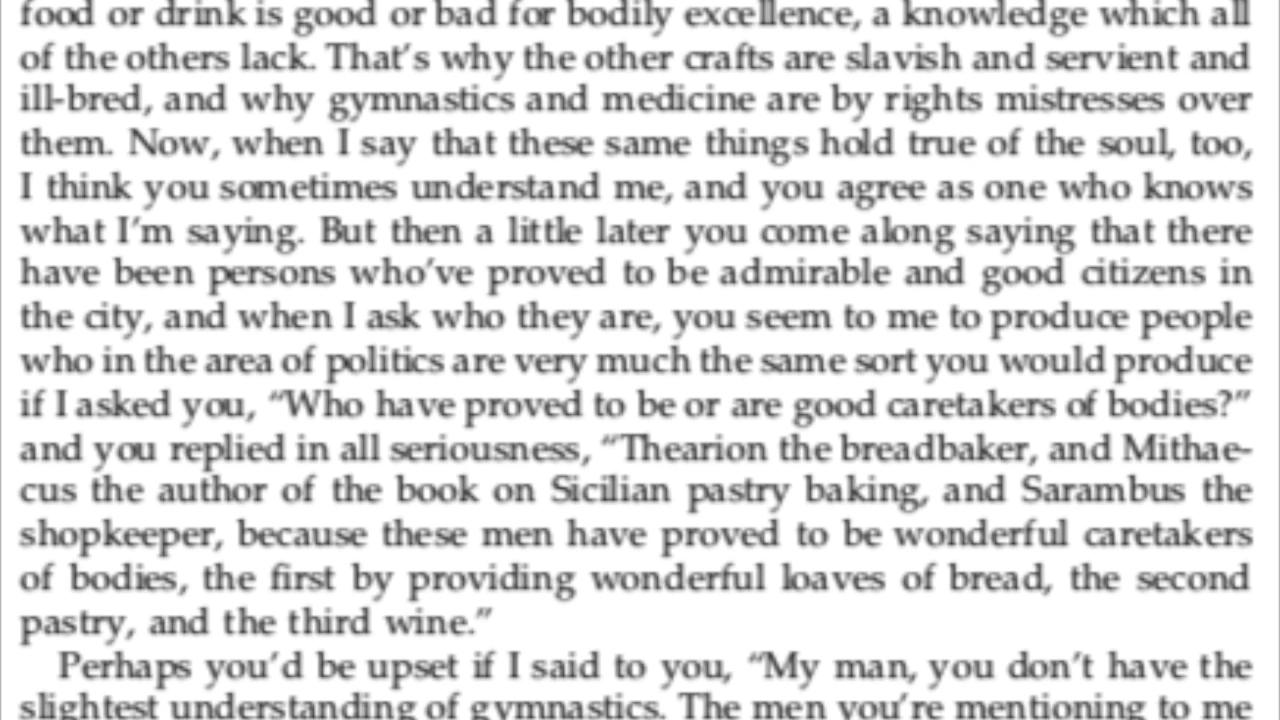 food or drink is good or bad for bodily excellence, a knowledge which all
of the others lack. That's why the other crafts are slavish and servient and
ill-bred, and why gymnastics and medicine are by rights mistresses over
them. Now, when I say that these same things hold true of the soul, too,
I think you sometimes understand me, and you agree as one who knows
what I'm saying. But then a little later you come along saying that there
have been persons who've proved to be admirable and good citizens in
the city, and when I ask who they are, you seem to me to produce people
who in the area of politics are very much the same sort you would produce
if I asked you, “Who have proved to be or are good caretakers of bodies?”
and you replied in all seriousness, “Thearion the breadbaker, and Mithae-
cus the author of the book on Sicilian pastry baking, and Sarambus the
shopkeeper, because these men have proved to be wonderful caretakers
of bodies, the first by providing wonderful loaves of bread, the second
pastry, and the third wine.”
Perhaps you'd be upset if I said to you, “My man, you don't have the
slightest understanding of gymnastics. The men you're mentioning to me